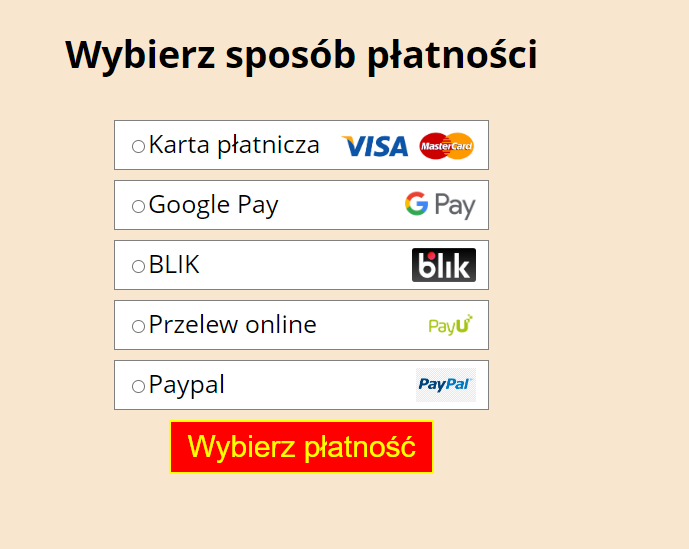 Wybierz sposób płatności
Karta płatnicza VISA MasterCard
Google Pay G Pay
BLIK blik
Przelew online PayU
Paypal PayPal
Wybierz płatność